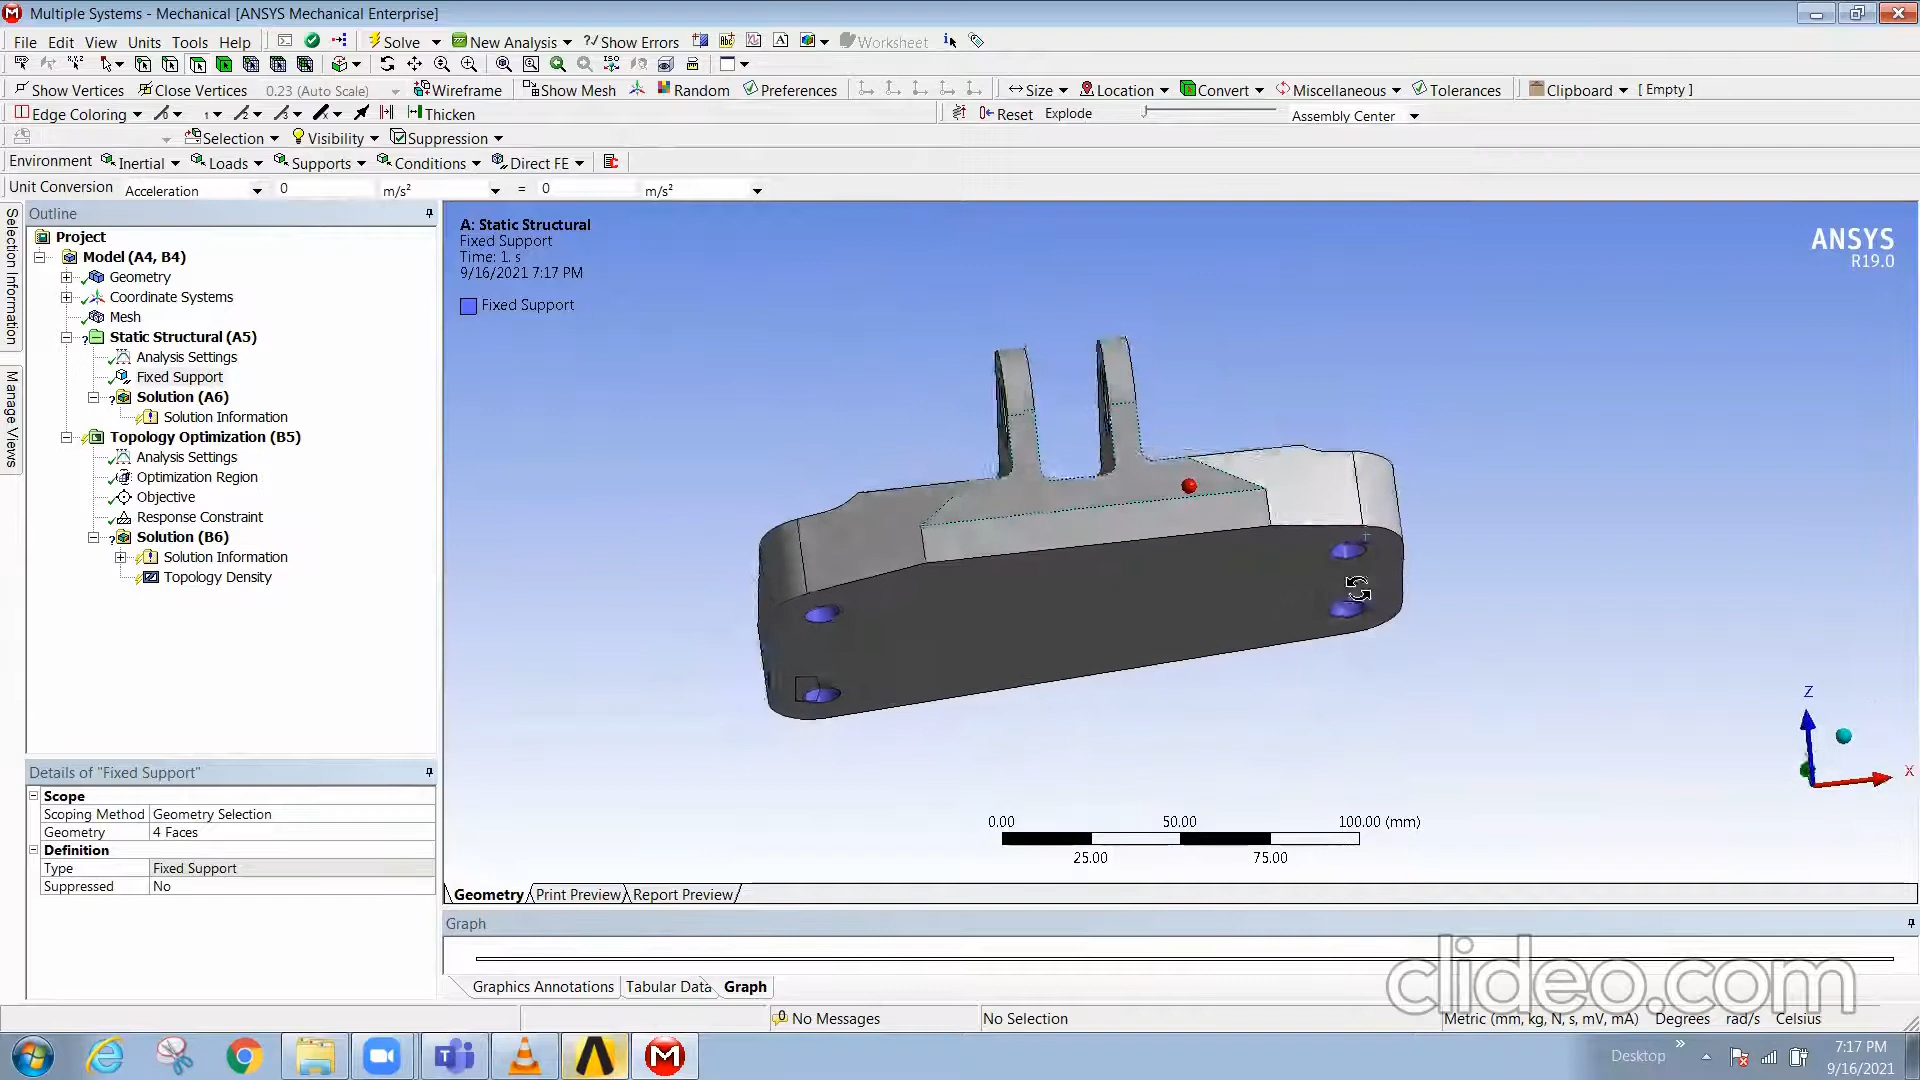 Multiple Systems - Mechanical [ANSYS Mechanical Enterprise]
File Edit View Units Tools Help Solve New Analysis Show Errors Worksheet
Show Vertices Close Vertices 0.23 (Auto Scale) Wireframe Show Mesh Random Preferences Size Location Convert Miscellaneous Tolerances Clipboard [ Empty ]
Edge Coloring Thicken Reset Explode Assembly Center
Selection Visibility Suppression
Environment Inertial Loads Supports Conditions Direct FE
Unit Conversion Acceleration 0 m/s² = 0 m/s²
Selection Information
Manage Views
Outline
Project
Model (A4, B4)
Geometry
Coordinate Systems
Mesh
Static Structural (A5)
Analysis Settings
Fixed Support
Solution (A6)
Solution Information
Topology Optimization (B5)
Analysis Settings
Optimization Region
Objective
Response Constraint
Solution (B6)
Solution Information
Topology Density
A: Static Structural
Fixed Support
Time: 1. s
9/16/2021 7:17 PM
Fixed Support
ANSYS
R19.0
Z
X
0.00 50.00 100.00 (mm)
25.00 75.00
Details of "Fixed Support"
Scope
Scoping Method Geometry Selection
Geometry 4 Faces
Definition
Type Fixed Support
Suppressed No
Geometry Print Preview Report Preview
Graph
Graphics Annotations Tabular Data Graph
clideo.com
0 No Messages No Selection Metric (mm, kg, N, s, mV, mA) Degrees rad/s Celsius
Desktop
7:17 PM
9/16/2021